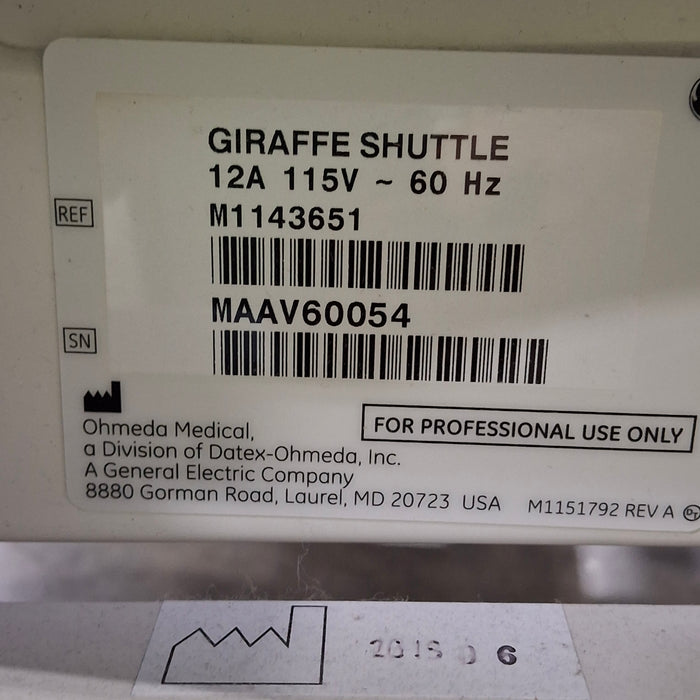 GIRAFFE SHUTTLE
12A 115V ~ 60 Hz
REF M1143651
MAAV60054
SN
Ohmeda Medical,
FOR PROFESSIONAL USE ONLY
a Division of Datex-Ohmeda, Inc.
A General Electric Company
8880 Gorman Road, Laurel, MD 20723 USA
M1151792 REV A
6